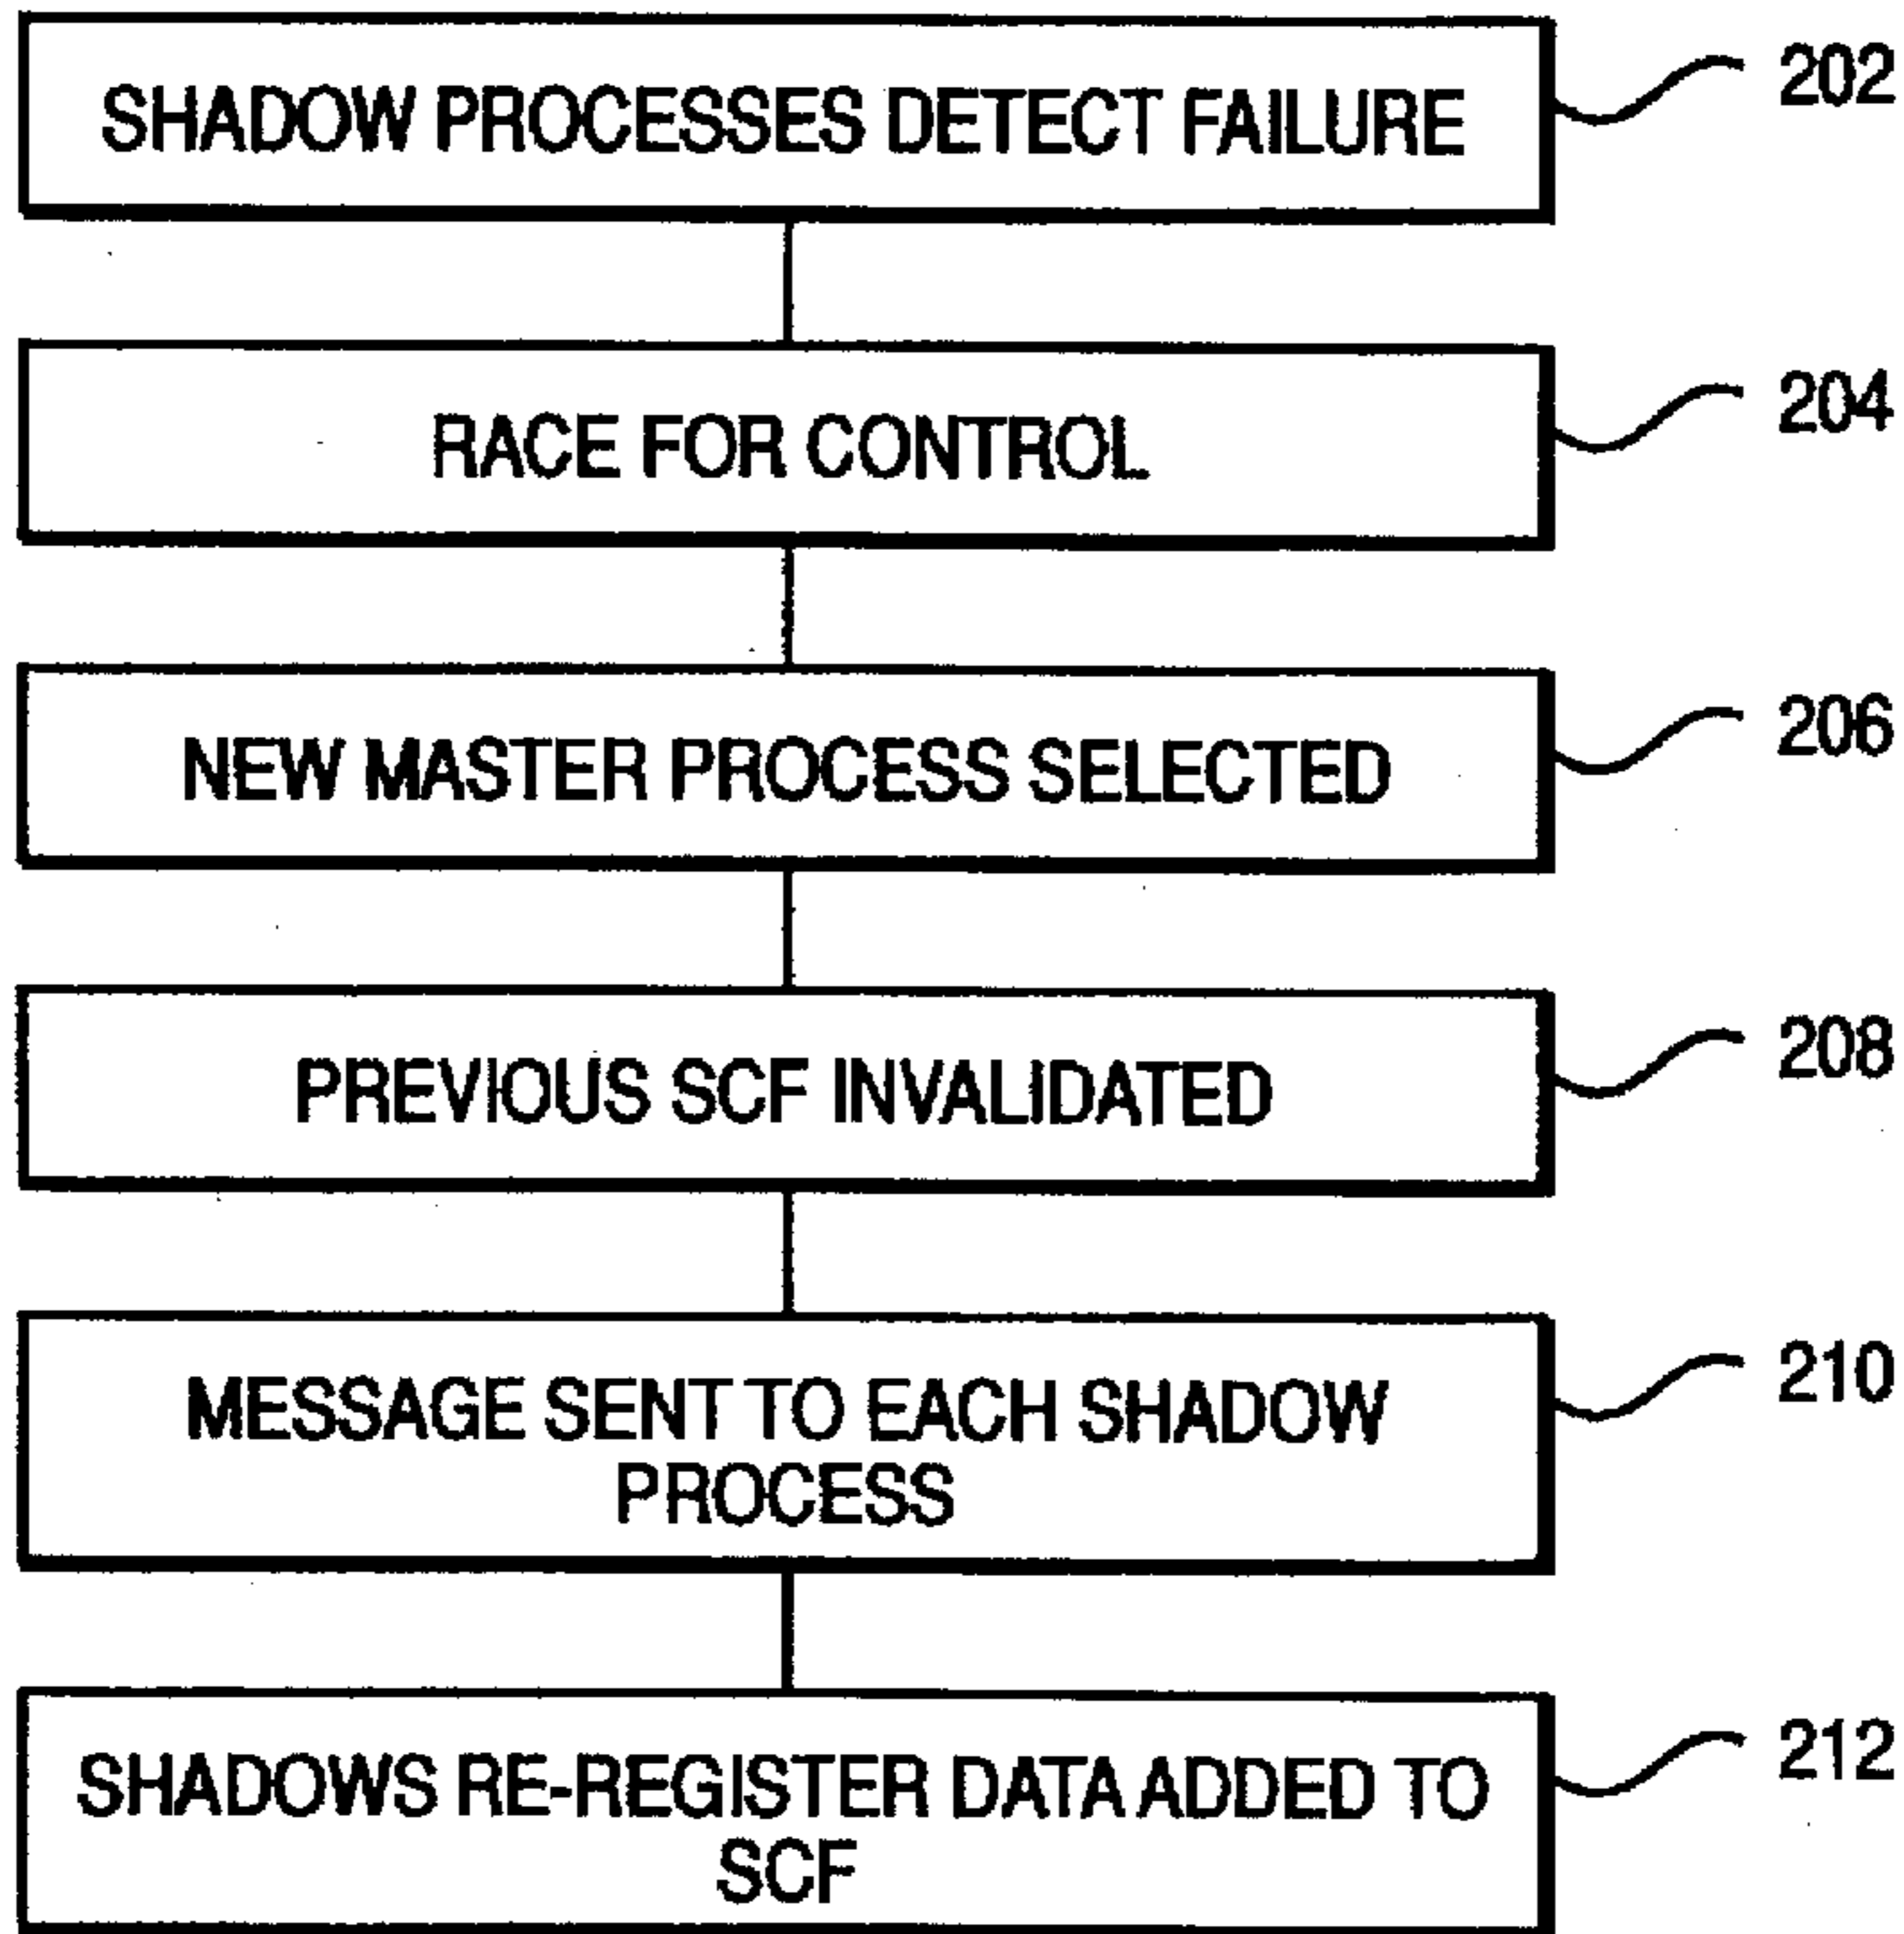 SHADOW PROCESSES DETECT FAILURE
202
RACE FOR CONTROL
204
NEW MASTER PROCESS SELECTED
206
PREVIOUS SCF INVALIDATED
208
MESSAGE SENT TO EACH SHADOW
PROCESS
210
SHADOWS RE-REGISTER DATA ADDED TO
SCF
212